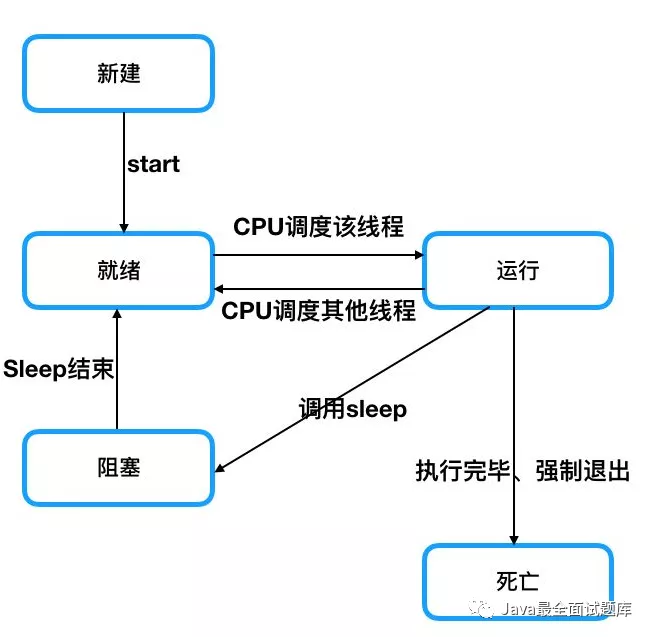 新建
start
CPU调度该线程
就绪
运行
CPU调度其他线程
Sleep结束
调用sleep
阻塞
执行完毕、强制退出
死亡
Java最全面试题库